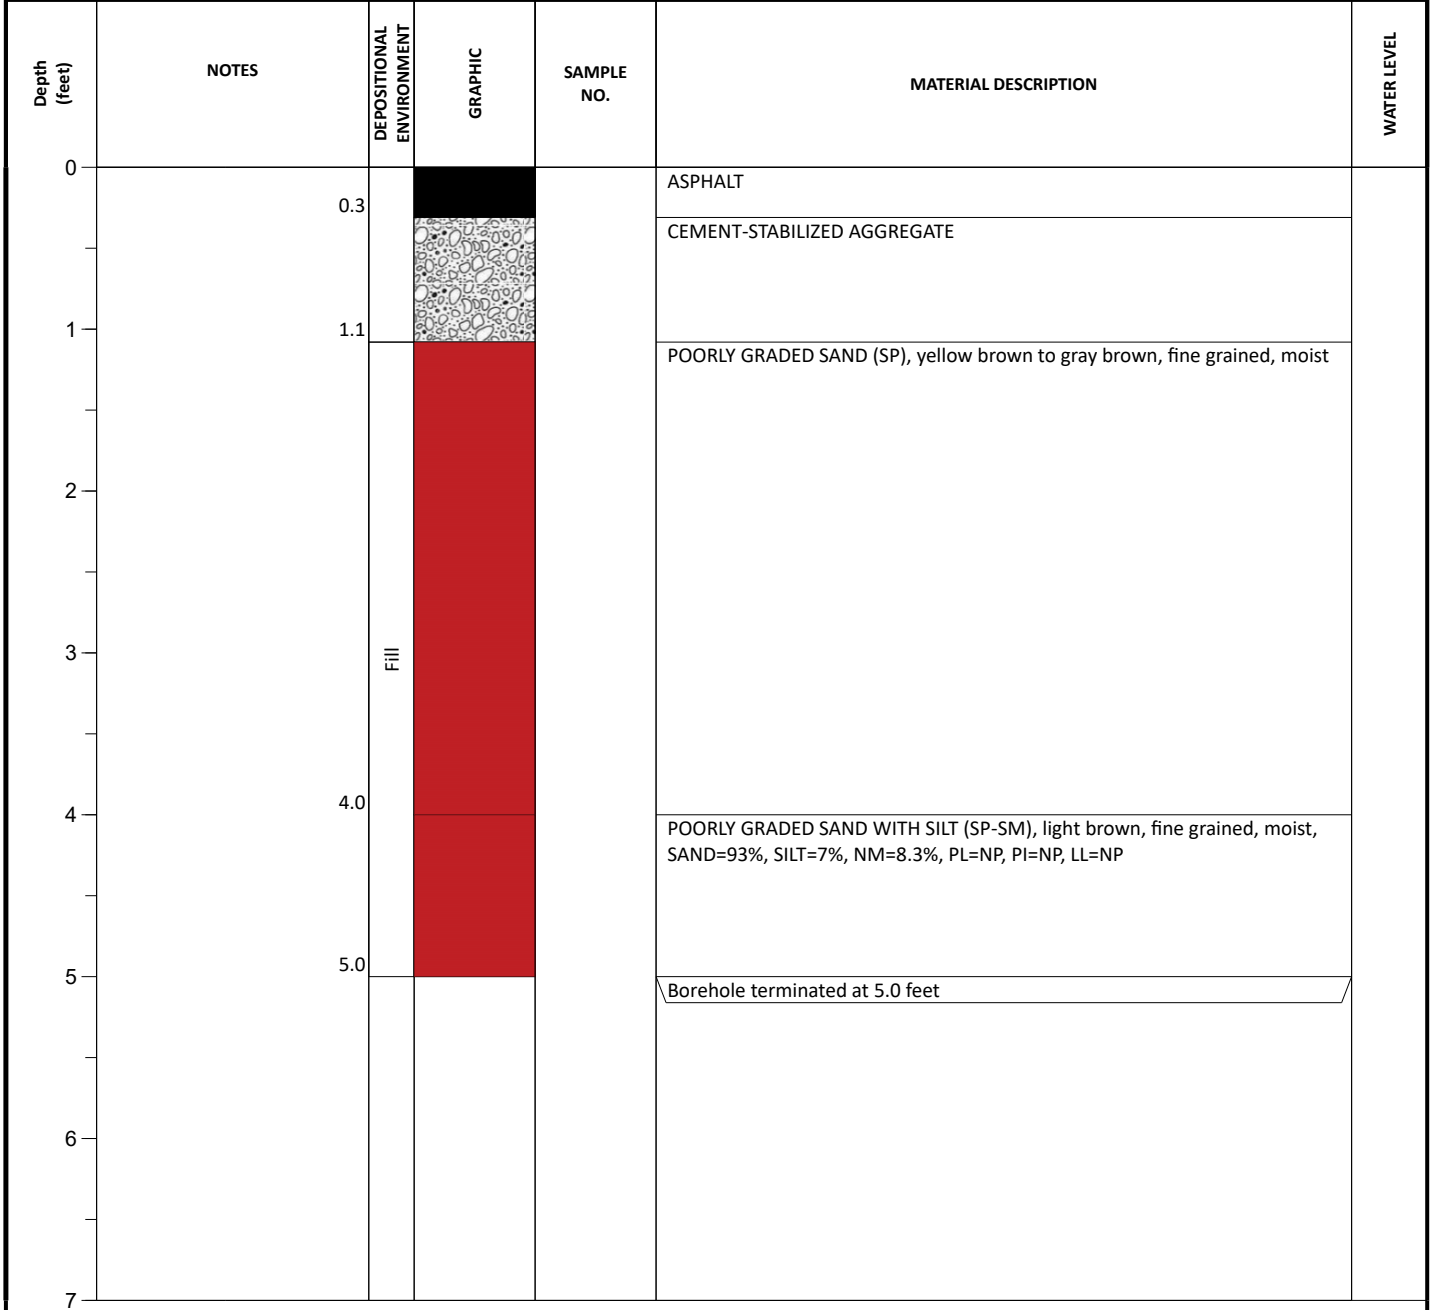 Depth
(feet)
NOTES
DEPOSITIONAL
ENVIRONMENT
GRAPHIC
SAMPLE
NO.
MATERIAL DESCRIPTION
WATER LEVEL
0
ASPHALT
0.3
CEMENT-STABILIZED AGGREGATE
1
1.1
POORLY GRADED SAND (SP), yellow brown to gray brown, fine grained, moist
2
3
Fill
4.0
4
POORLY GRADED SAND WITH SILT (SP-SM), light brown, fine grained, moist,
SAND=93%, SILT=7%, NM=8.3%, PL=NP, PI=NP, LL=NP
5.0
5
Borehole terminated at 5.0 feet
6
7